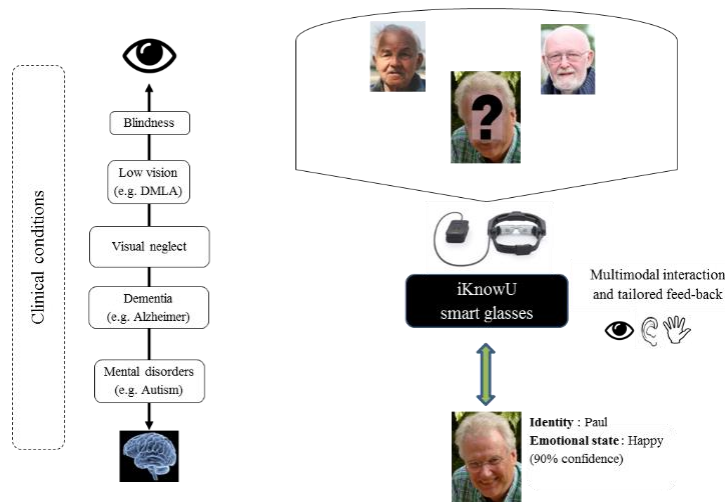 Clinical conditions
Blindness
Low vision
(e.g. DMLA)
Visual neglect
Dementia
(e.g. Alzheimer)
Mental disorders
(e.g. Autism)
?
iKnowU
smart glasses
Multimodal interaction
and tailored feed-back
Identity : Paul
Emotional state : Happy
(90% confidence)